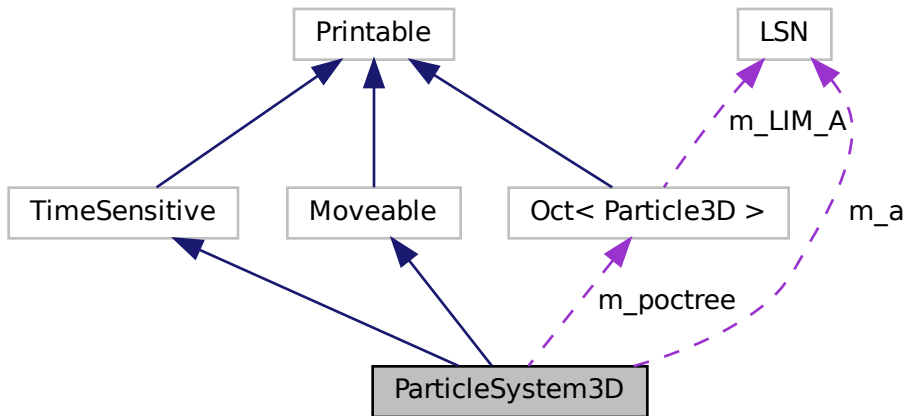 Printable
LSN
m_LIM_A
TimeSensitive
Moveable
Oct< Particle3D >
m_a
m_poctree
ParticleSystem3D